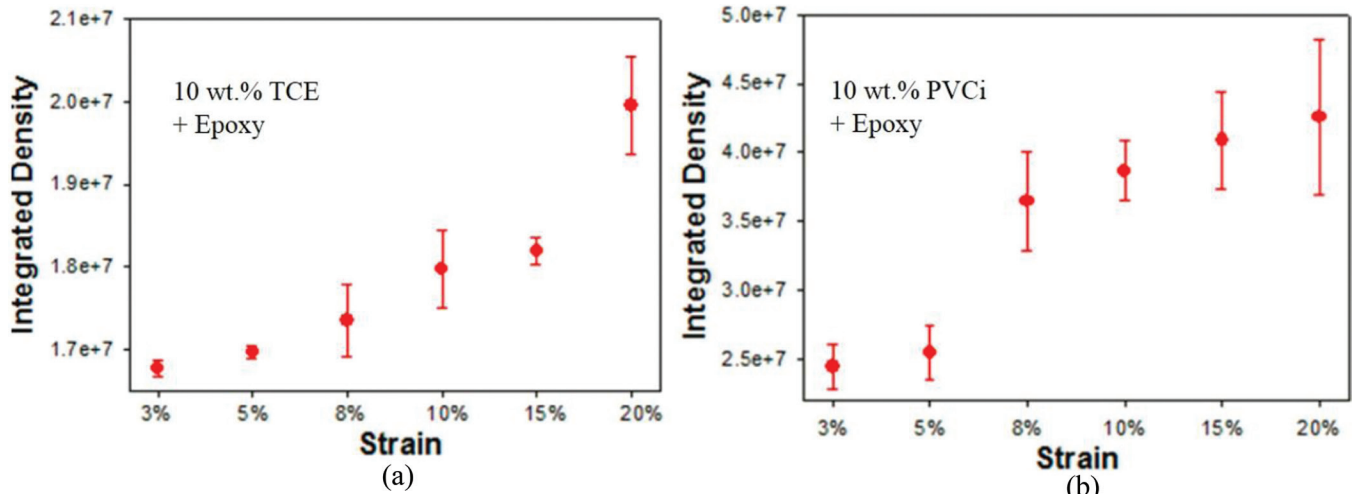 2.1e+7
2.0e+7
1.9e+7
1.8e+7
1.7e+7
Integrated Density
10 wt.% TCE
+ Epoxy
3% 5% 8% 10% 15% 20%
Strain
(a)
5.0e+7
4.5e+7
4.0e+7
3.5e+7
3.0e+7
2.5e+7
Integrated Density
10 wt.% PVCi
+ Epoxy
3% 5% 8% 10% 15% 20%
Strain
(b)